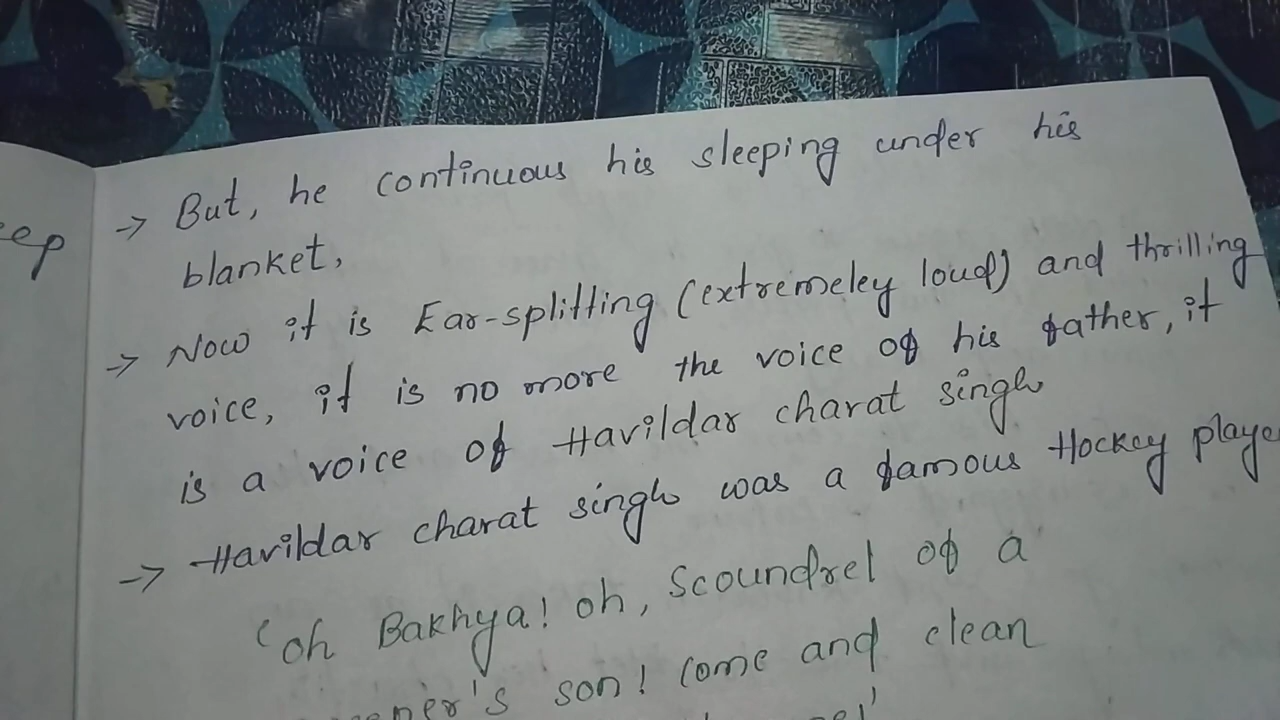 → But, he continuous his sleeping under his
blanket,
→ Now it is Ear-splitting (extremeley loud) and thrilling
voice, it is no more the voice of his father, it
is a voice of Havildar charat singh
→ Havildar charat singh was a famous Hockey playe
'oh Bakhya! oh, Scoundrel of a
son! Come and clean